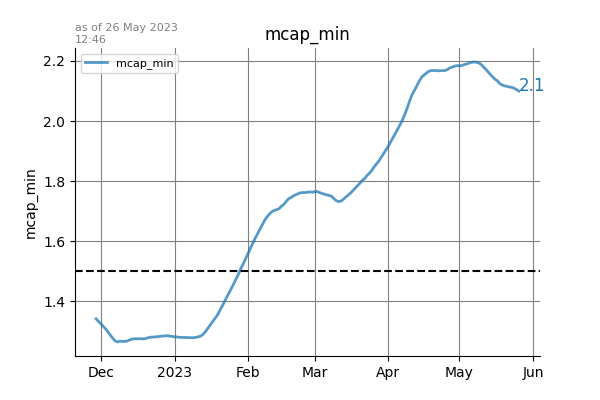 as of 26 May 2023
12:46
mcap_min
mcap_min
2.2
2.1
2.0
1.8
1.6
1.4
mcap_min
Dec
2023
Feb
Mar
Apr
May
Jun